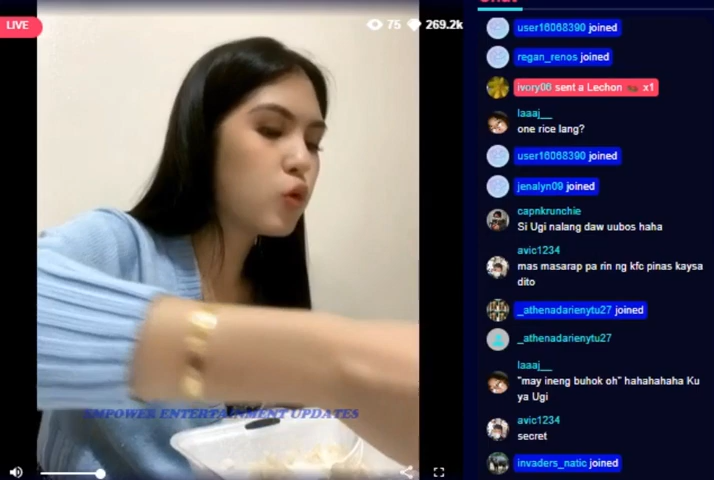 LIVE
75
269.2k
Chat
user16068390 joined
regan_renos joined
ivory06 sent a Lechon x1
laaaj__
one rice lang?
user16068390 joined
jenalyn09 joined
capnkrunchie
Si Ugi nalang daw uubos haha
avic1234
mas masarap pa rin ng kfc pinas kaysa
dito
_athenadarienytu27 joined
_athenadarienytu27
laaaj__
"may ineng buhok oh" hahahahaha Ku
ya Ugi
avic1234
secret
invaders_natic joined
EMPOWER ENTERTAINMENT UPDATES